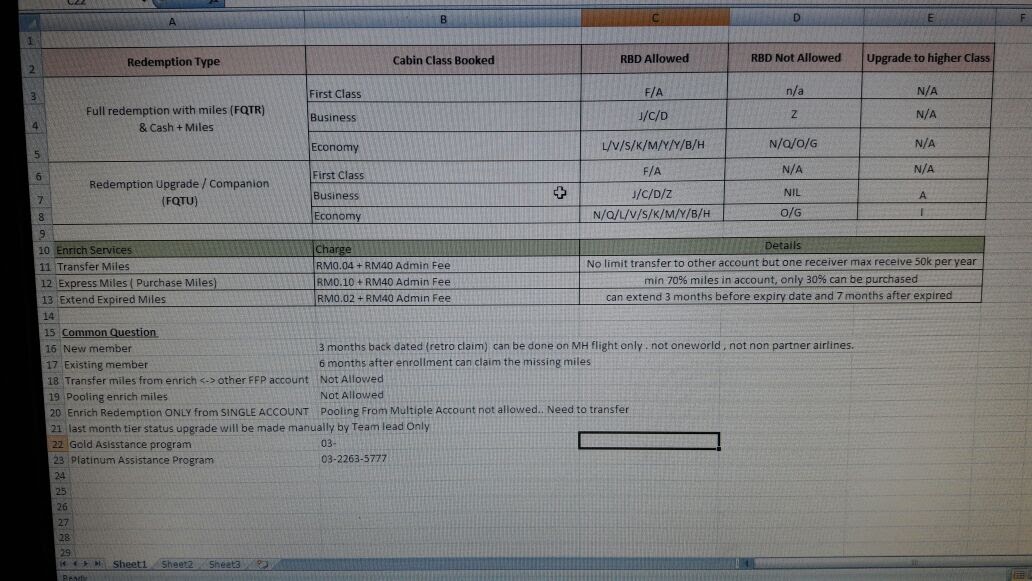 C22
A B C D E F
1
2 Redemption Type Cabin Class Booked RBD Allowed RBD Not Allowed Upgrade to higher Class
3 Full redemption with miles (FQTR) First Class F/A n/a N/A
4 & Cash + Miles Business J/C/D Z N/A
5 Economy L/V/S/K/M/Y/Y/B/H N/Q/O/G N/A
6 Redemption Upgrade / Companion First Class F/A N/A N/A
7 (FQTU) Business J/C/D/Z NIL A
8 Economy N/Q/L/V/S/K/M/Y/B/H O/G I
9
10 Enrich Services Charge Details
11 Transfer Miles RM0.04 + RM40 Admin Fee No limit transfer to other account but one receiver max receive 50k per year
12 Express Miles ( Purchase Miles) RM0.10 + RM40 Admin Fee min 70% miles in account, only 30% can be purchased
13 Extend Expired Miles RM0.02 + RM40 Admin Fee can extend 3 months before expiry date and 7 months after expired
14
15 Common Question
16 New member 3 months back dated (retro claim) can be done on MH flight only . not oneworld , not non partner airlines.
17 Existing member 6 months after enrollment can claim the missing miles
18 Transfer miles from enrich <-> other FFP account Not Allowed
19 Pooling enrich miles Not Allowed
20 Enrich Redemption ONLY from SINGLE ACCOUNT Pooling From Multiple Account not allowed.. Need to transfer
21 last month tier status upgrade will be made manually by Team lead Only
22 Gold Asisstance program 03-
23 Platinum Assistance Program 03-2263-5777
24
25
26
27
28
29
Sheet1 Sheet2 Sheet3
Ready